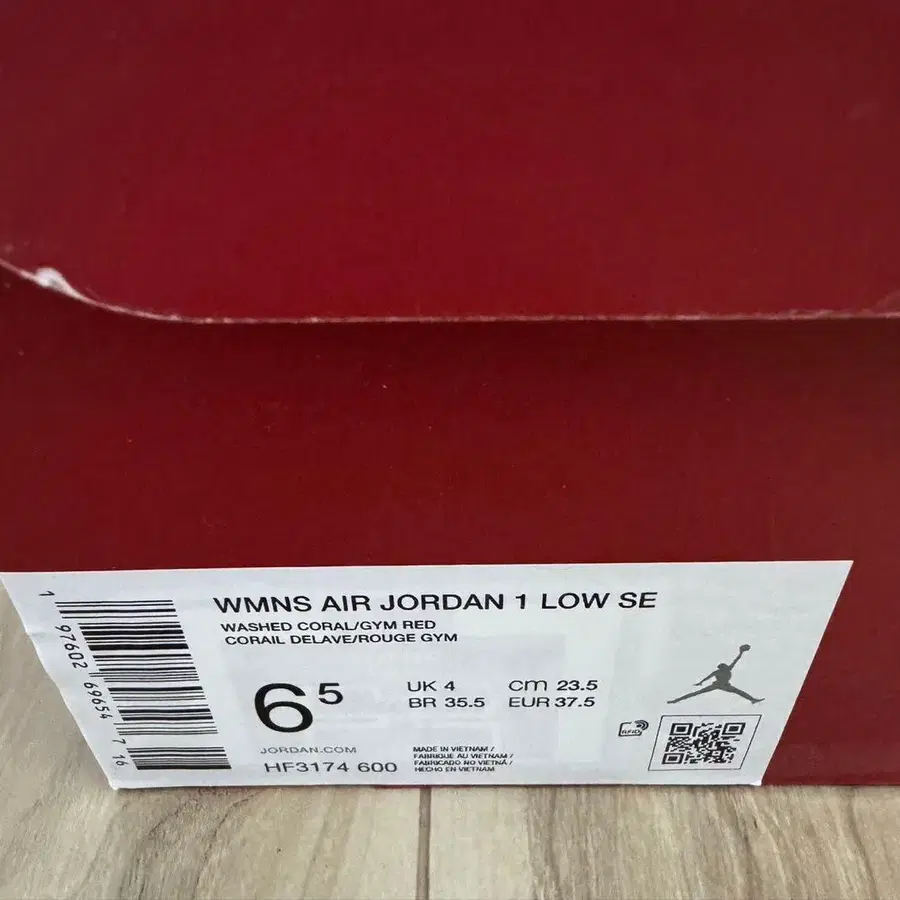 WMNS AIR JORDAN 1 LOW SE
WASHED CORAL/GYM RED
CORAIL DELAVE/ROUGE GYM
6 5
UK 4 cm 23.5
BR 35.5 EUR 37.5
JORDAN.COM
HF3174 600
MADE IN VIETNAM /
FABRIQUE AU VIETNAM /
FABRICADO NO VIETNÃ /
HECHO EN VIETNAM
RFID
1 97602 69654 716